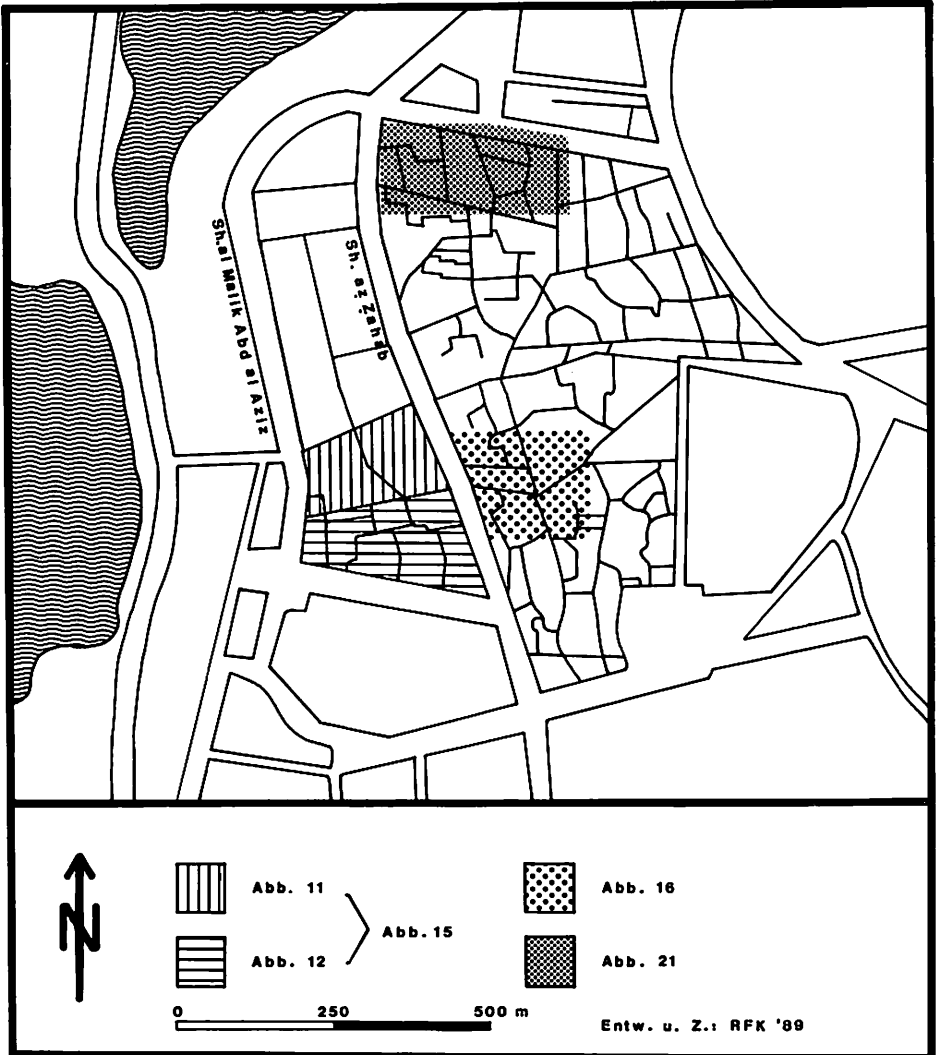 Sh.al Malik Abd al Aziz
Sh. aẓ Ẓahab
N
Abb. 11
Abb. 12
Abb. 15
Abb. 16
Abb. 21
0 250 500 m
Entw. u. Z.: RFK '89